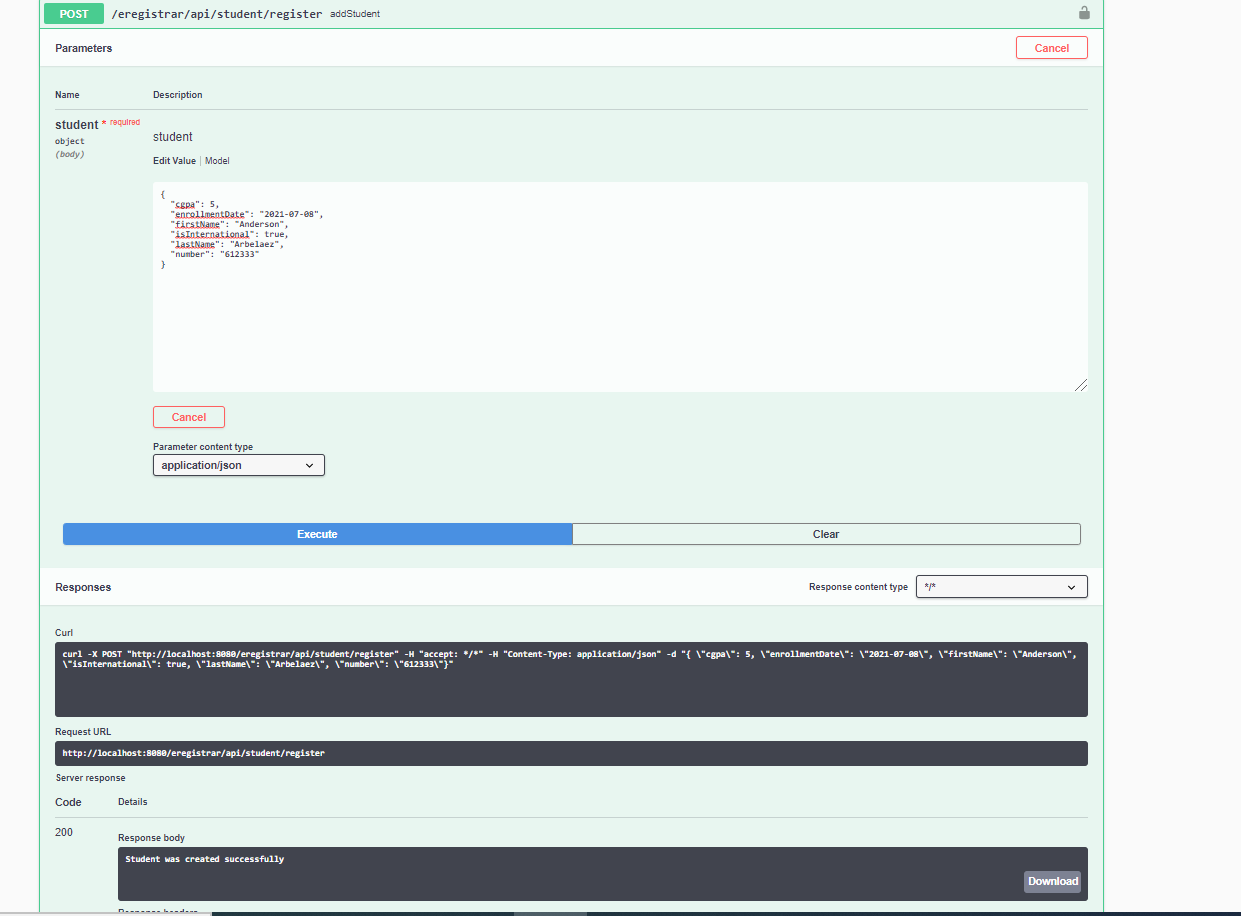 POST /eregistrar/api/student/register addStudent
Parameters
Cancel
Name Description
student * required
object
(body)
student
Edit Value | Model
{
"cgpa": 5,
"enrollmentDate": "2021-07-08",
"firstName": "Anderson",
"isInternational": true,
"lastName": "Arbelaez",
"number": "612333"
}
Cancel
Parameter content type
application/json
Execute Clear
Responses Response content type */*
Curl
curl -X POST "http://localhost:8080/eregistrar/api/student/register" -H "accept: */*" -H "Content-Type: application/json" -d "{ \"cgpa\": 5, \"enrollmentDate\": \"2021-07-08\", \"firstName\": \"Anderson\",
\"isInternational\": true, \"lastName\": \"Arbelaez\", \"number\": \"612333\"}"
Request URL
http://localhost:8080/eregistrar/api/student/register
Server response
Code Details
200
Response body
Student was created successfully
Download
Response headers